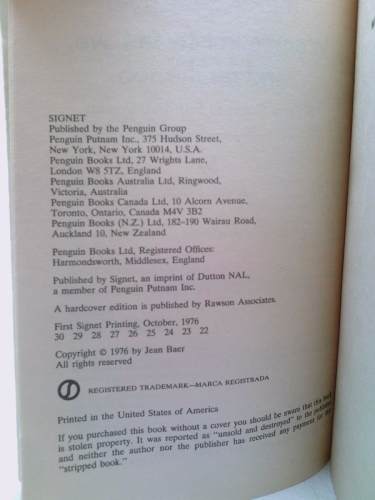 SIGNET
Published by the Penguin Group
Penguin Putnam Inc., 375 Hudson Street,
New York, New York 10014, U.S.A.
Penguin Books Ltd, 27 Wrights Lane,
London W8 5TZ, England
Penguin Books Australia Ltd, Ringwood,
Victoria, Australia
Penguin Books Canada Ltd, 10 Alcorn Avenue,
Toronto, Ontario, Canada M4V 3B2
Penguin Books (N.Z.) Ltd, 182–190 Wairau Road,
Auckland 10, New Zealand
Penguin Books Ltd, Registered Offices:
Harmondsworth, Middlesex, England
Published by Signet, an imprint of Dutton NAL,
a member of Penguin Putnam Inc.
A hardcover edition is published by Rawson Associates.
First Signet Printing, October, 1976
30 29 28 27 26 25 24 23 22
Copyright © 1976 by Jean Baer
All rights reserved
REGISTERED TRADEMARK—MARCA REGISTRADA
Printed in the United States of America
If you purchased this book without a cover you should be aware that this book
is stolen property. It was reported as "unsold and destroyed" to the publisher
and neither the author nor the publisher has received any payment for this
"stripped book."